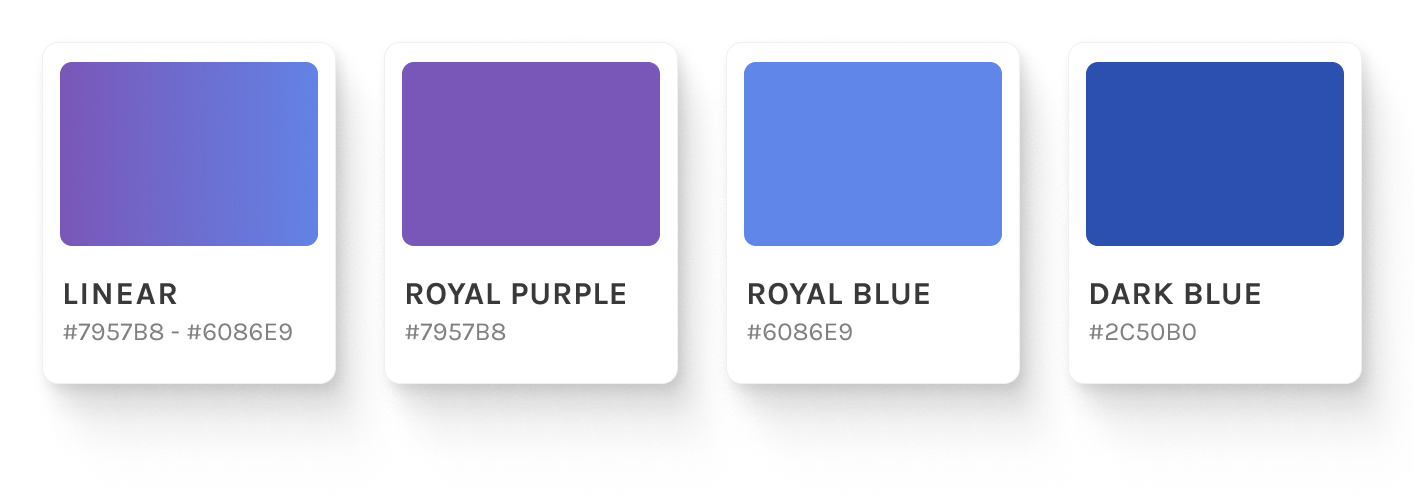 LINEAR
#7957B8 - #6086E9
ROYAL PURPLE
#7957B8
ROYAL BLUE
#6086E9
DARK BLUE
#2C50B0